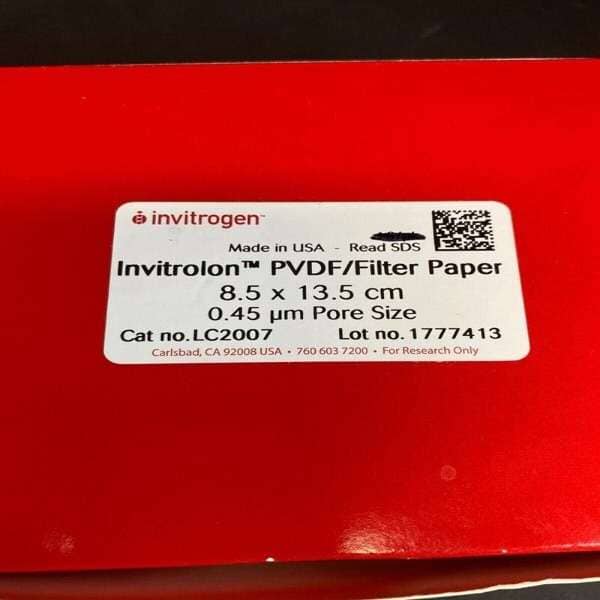 invitrogen™
Made in USA - Read SDS
Invitrolon™ PVDF/Filter Paper
8.5 x 13.5 cm
0.45 µm Pore Size
Cat no.LC2007 Lot no.1777413
Carlsbad, CA 92008 USA • 760 603 7200 • For Research Only